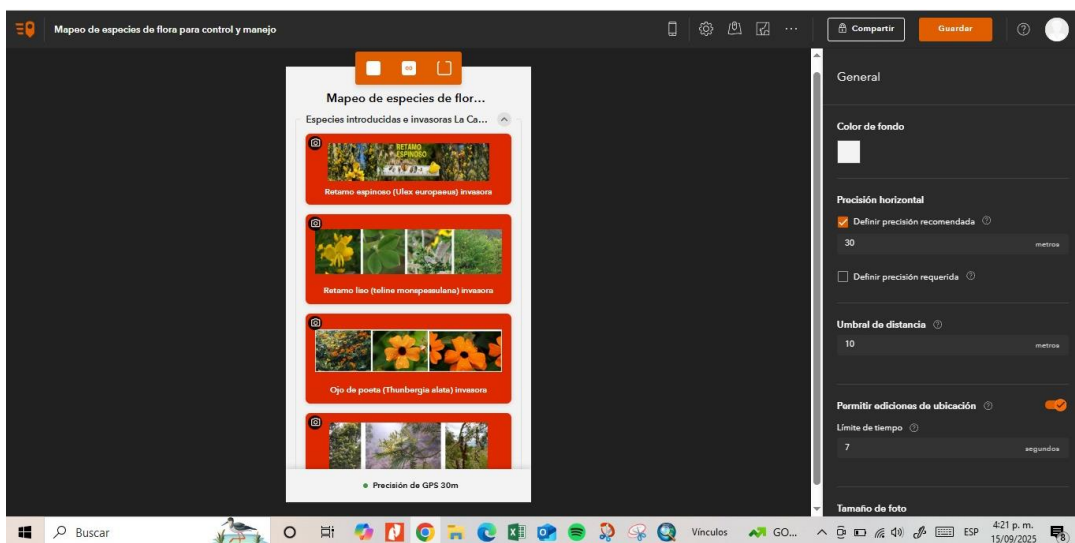 Mapeo de especies de flora para control y manejo
Compartir
Guardar
Mapeo de especies de flor...
Especies introducidas e invasoras La Ca...
RETAMO
ESPINOSO
Retamo espinoso (Ulex europaeus) invasora
Retamo liso (teline monspessulana) invasora
Ojo de poeta (Thunbergia alata) invasora
Precisión de GPS 30m
General
Color de fondo
Precisión horizontal
Definir precisión recomendada
30 metros
Definir precisión requerida
Umbral de distancia
10 metros
Permitir ediciones de ubicación
Límite de tiempo
7 segundos
Tamaño de foto
Buscar
Vínculos
GO...
ESP
4:21 p. m.
15/09/2025